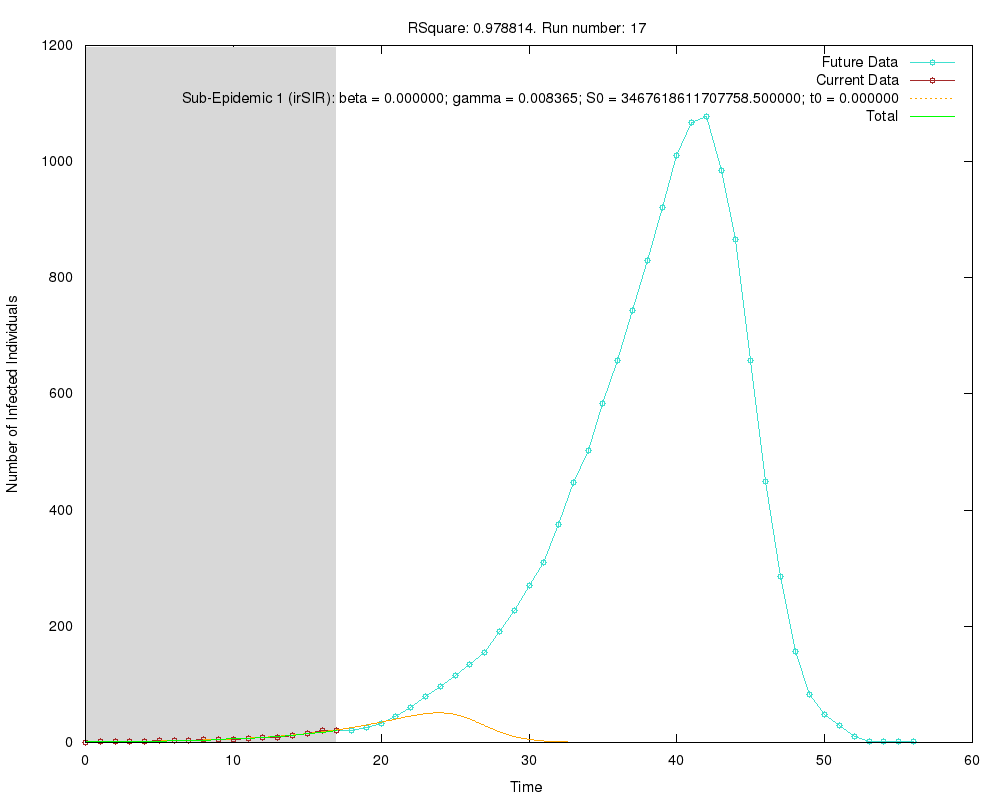 RSquare: 0.978814. Run number: 17
Future Data
Current Data
Sub-Epidemic 1 (irSIR): beta = 0.000000; gamma = 0.008365; S0 = 3467618611707758.500000; t0 = 0.000000
Total
Number of Infected Individuals
1200
1000
800
600
400
200
0
0 10 20 30 40 50 60
Time